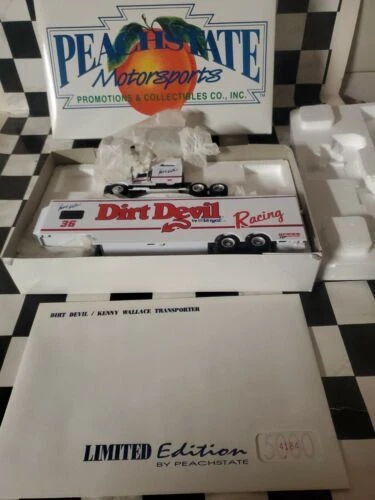 PEACHSTATE
Motorsports
PROMOTIONS & COLLECTIBLES CO., INC.
36
Dirt Devil
Racing
DIRT DEVIL / KENNY WALLACE TRANSPORTER
LIMITED Edition
BY PEACHSTATE
5000
4184